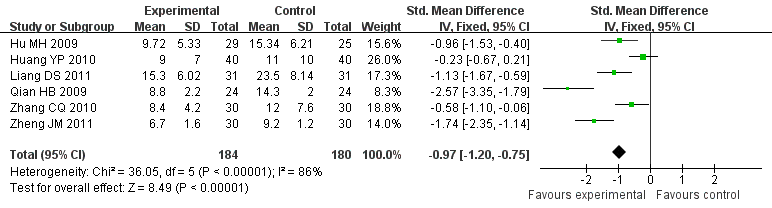 Experimental Control Std. Mean Difference Std. Mean Difference
Study or Subgroup Mean SD Total Mean SD Total Weight IV, Fixed, 95% CI IV, Fixed, 95% CI
Hu MH 2009 9.72 5.33 29 15.34 6.21 25 15.6% -0.96 [-1.53, -0.40]
Huang YP 2010 9 7 40 11 10 40 26.0% -0.23 [-0.67, 0.21]
Liang DS 2011 15.3 6.02 31 23.5 8.14 31 17.5% -1.13 [-1.67, -0.59]
Qian HB 2009 8.8 2.2 24 14.3 2 24 8.4% -2.57 [-3.35, -1.79]
Zhang CQ 2010 8.4 4.2 30 12 7.6 30 18.6% -0.58 [-1.10, -0.06]
Zheng JM 2011 6.7 1.6 30 9.2 1.2 30 14.0% -1.74 [-2.35, -1.14]
Total (95% CI) 184 180 100.0% -0.97 [-1.20, -0.75]
Heterogeneity: Chi² = 36.05, df = 5 (P < 0.00001); I² = 86%
Test for overall effect: Z = 8.49 (P < 0.00001)
-2 -1 0 1 2
Favours experimental Favours control